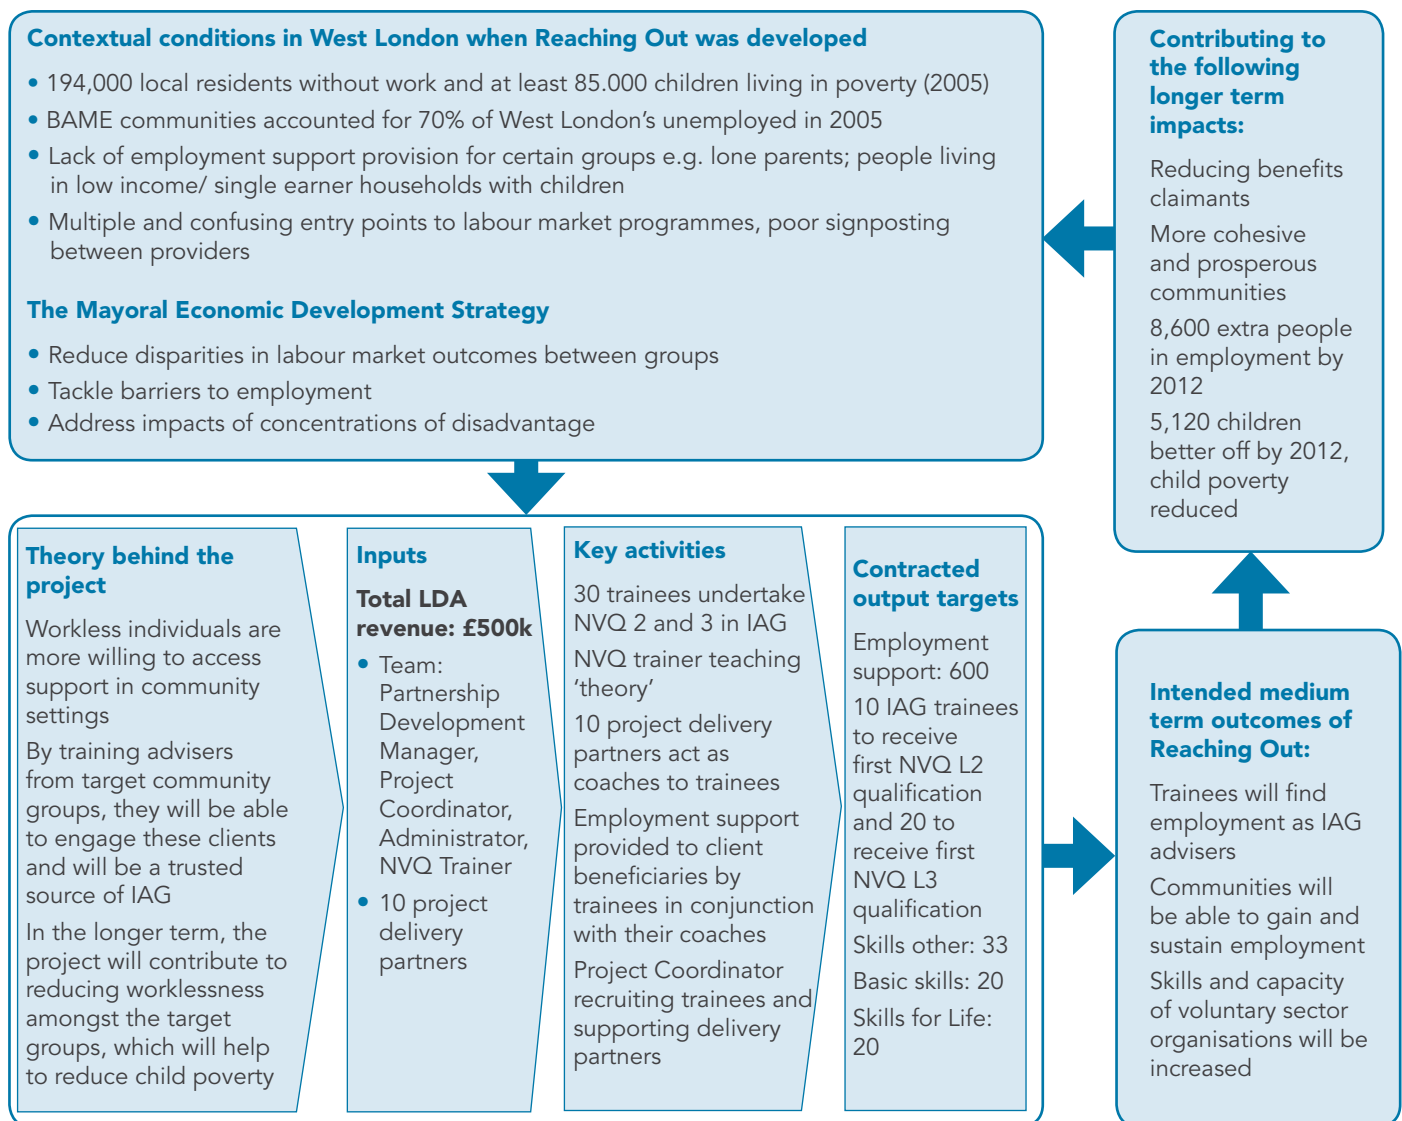 Contextual conditions in West London when Reaching Out was developed
• 194,000 local residents without work and at least 85.000 children living in poverty (2005)
• BAME communities accounted for 70% of West London's unemployed in 2005
• Lack of employment support provision for certain groups e.g. lone parents; people living
in low income/ single earner households with children
• Multiple and confusing entry points to labour market programmes, poor signposting
between providers
The Mayoral Economic Development Strategy
• Reduce disparities in labour market outcomes between groups
• Tackle barriers to employment
• Address impacts of concentrations of disadvantage
Theory behind the
project
Workless individuals are
more willing to access
support in community
settings
By training advisers
from target community
groups, they will be able
to engage these clients
and will be a trusted
source of IAG
In the longer term, the
project will contribute to
reducing worklessness
amongst the target
groups, which will help
to reduce child poverty
Inputs
Total LDA
revenue: £500k
• Team:
Partnership
Development
Manager,
Project
Coordinator,
Administrator,
NVQ Trainer
• 10 project
delivery
partners
Key activities
30 trainees undertake
NVQ 2 and 3 in IAG
NVQ trainer teaching
‘theory’
10 project delivery
partners act as
coaches to trainees
Employment support
provided to client
beneficiaries by
trainees in conjunction
with their coaches
Project Coordinator
recruiting trainees and
supporting delivery
partners
Contracted
output targets
Employment
support: 600
10 IAG trainees
to receive
first NVQ L2
qualification
and 20 to
receive first
NVQ L3
qualification
Skills other: 33
Basic skills: 20
Skills for Life:
20
Intended medium
term outcomes of
Reaching Out:
Trainees will find
employment as IAG
advisers
Communities will
be able to gain and
sustain employment
Skills and capacity
of voluntary sector
organisations will be
increased
Contributing to
the following
longer term
impacts:
Reducing benefits
claimants
More cohesive
and prosperous
communities
8,600 extra people
in employment by
2012
5,120 children
better off by 2012,
child poverty
reduced